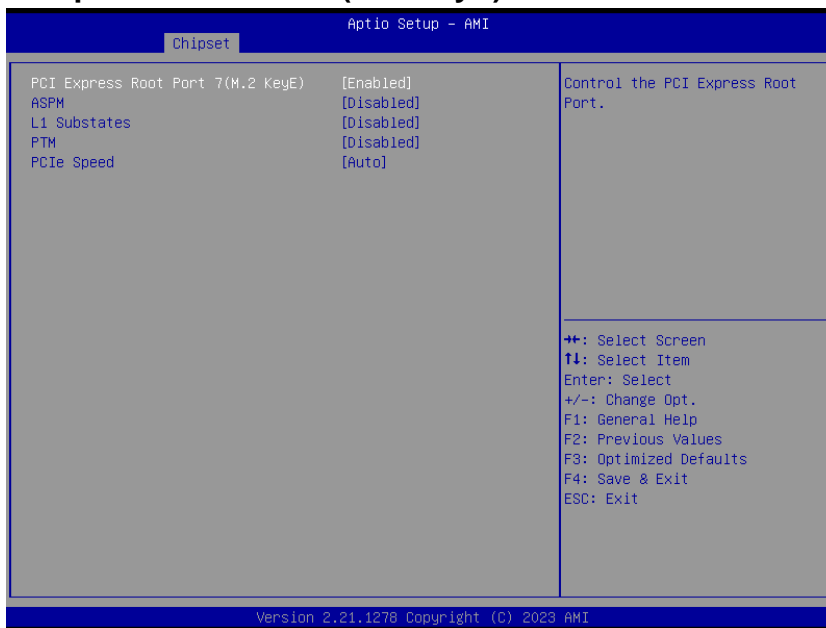 Aptio Setup - AMI
Chipset
PCI Express Root Port 7(M.2 KeyE) [Enabled]
ASPM [Disabled]
L1 Substates [Disabled]
PTM [Disabled]
PCIe Speed [Auto]
Control the PCI Express Root
Port.
→←: Select Screen
↑↓: Select Item
Enter: Select
+/-: Change Opt.
F1: General Help
F2: Previous Values
F3: Optimized Defaults
F4: Save & Exit
ESC: Exit
Version 2.21.1278 Copyright (C) 2023 AMI